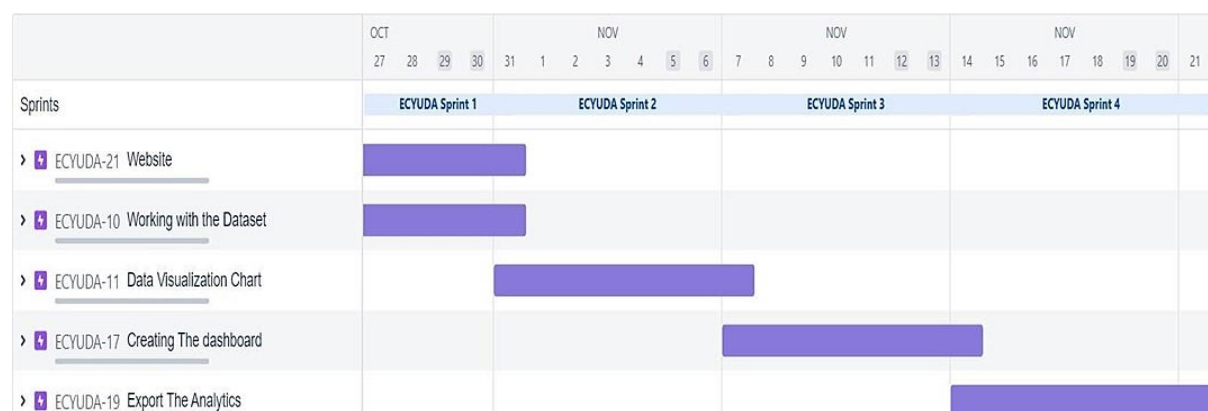 OCT NOV NOV NOV
27 28 29 30 31 1 2 3 4 5 6 7 8 9 10 11 12 13 14 15 16 17 18 19 20 21
Sprints ECYUDA Sprint 1 ECYUDA Sprint 2 ECYUDA Sprint 3 ECYUDA Sprint 4
ECYUDA-21 Website
ECYUDA-10 Working with the Dataset
ECYUDA-11 Data Visualization Chart
ECYUDA-17 Creating The dashboard
ECYUDA-19 Export The Analytics